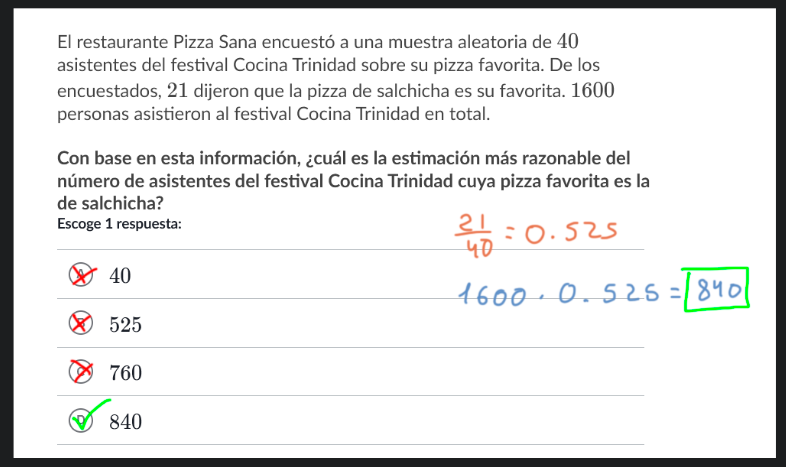 El restaurante Pizza Sana encuestó a una muestra aleatoria de 40
asistentes del festival Cocina Trinidad sobre su pizza favorita. De los
encuestados, 21 dijeron que la pizza de salchicha es su favorita. 1600
personas asistieron al festival Cocina Trinidad en total.
Con base en esta información, ¿cuál es la estimación más razonable del
número de asistentes del festival Cocina Trinidad cuya pizza favorita es la
de salchicha?
Escoge 1 respuesta:
21/40 = 0.525
A 40
1600 · 0.525 = 840
B 525
C 760
D 840